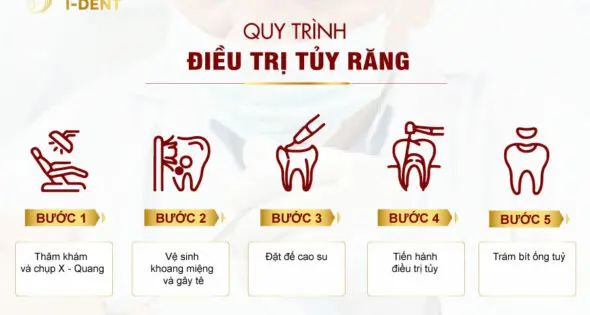 I-DENT
QUY TRÌNH
ĐIỀU TRỊ TỦY RĂNG
BƯỚC 1
BƯỚC 2
BƯỚC 3
BƯỚC 4
BƯỚC 5
Thăm khám
và chụp X - Quang
Vệ sinh
khoang miệng
và gây tê
Đặt đế cao su
Tiến hành
điều trị tủy
Trám bít ống tuỷ